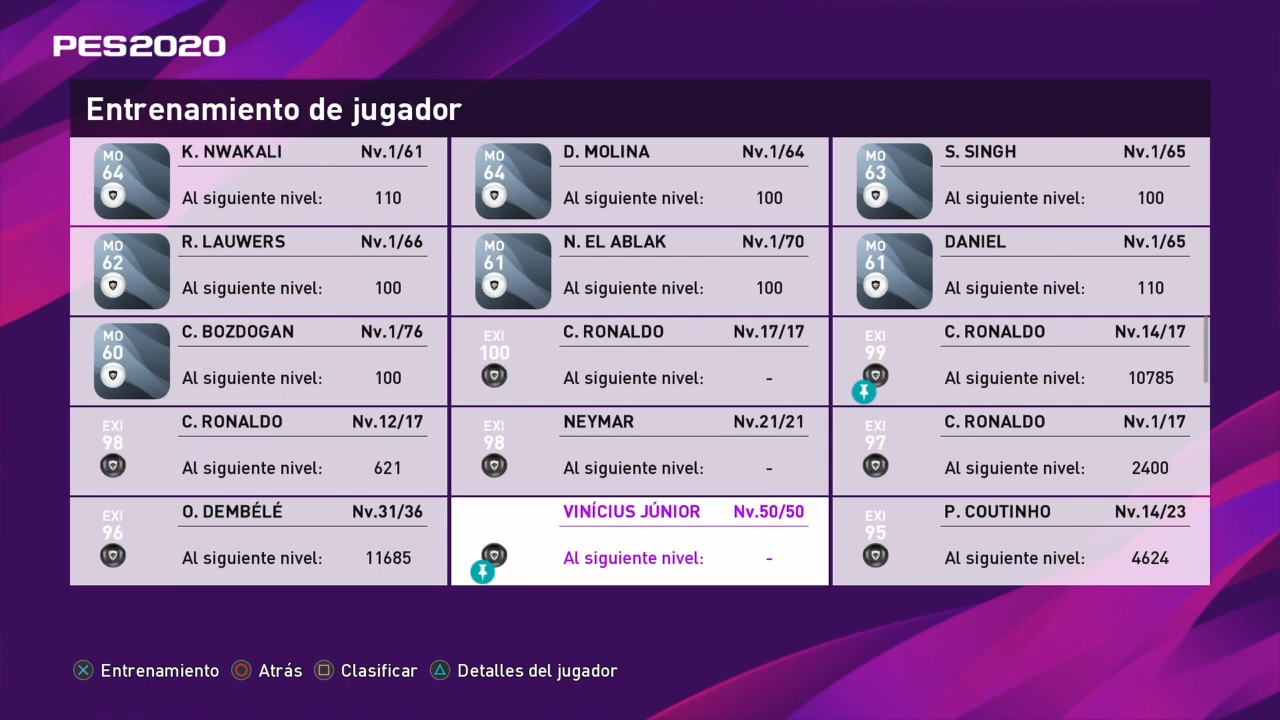 PES2020
Entrenamiento de jugador
MO 64 K. NWAKALI Nv.1/61
Al siguiente nivel: 110
MO 64 D. MOLINA Nv.1/64
Al siguiente nivel: 100
MO 63 S. SINGH Nv.1/65
Al siguiente nivel: 100
MO 62 R. LAUWERS Nv.1/66
Al siguiente nivel: 100
MO 61 N. EL ABLAK Nv.1/70
Al siguiente nivel: 100
MO 61 DANIEL Nv.1/65
Al siguiente nivel: 110
MO 60 C. BOZDOGAN Nv.1/76
Al siguiente nivel: 100
EXI 100 C. RONALDO Nv.17/17
Al siguiente nivel: -
EXI 99 C. RONALDO Nv.14/17
Al siguiente nivel: 10785
EXI 98 C. RONALDO Nv.12/17
Al siguiente nivel: 621
EXI 98 NEYMAR Nv.21/21
Al siguiente nivel: -
EXI 97 C. RONALDO Nv.1/17
Al siguiente nivel: 2400
EXI 96 O. DEMBÉLÉ Nv.31/36
Al siguiente nivel: 11685
VINÍCIUS JÚNIOR Nv.50/50
Al siguiente nivel: -
EXI 95 P. COUTINHO Nv.14/23
Al siguiente nivel: 4624
Entrenamiento Atrás Clasificar Detalles del jugador